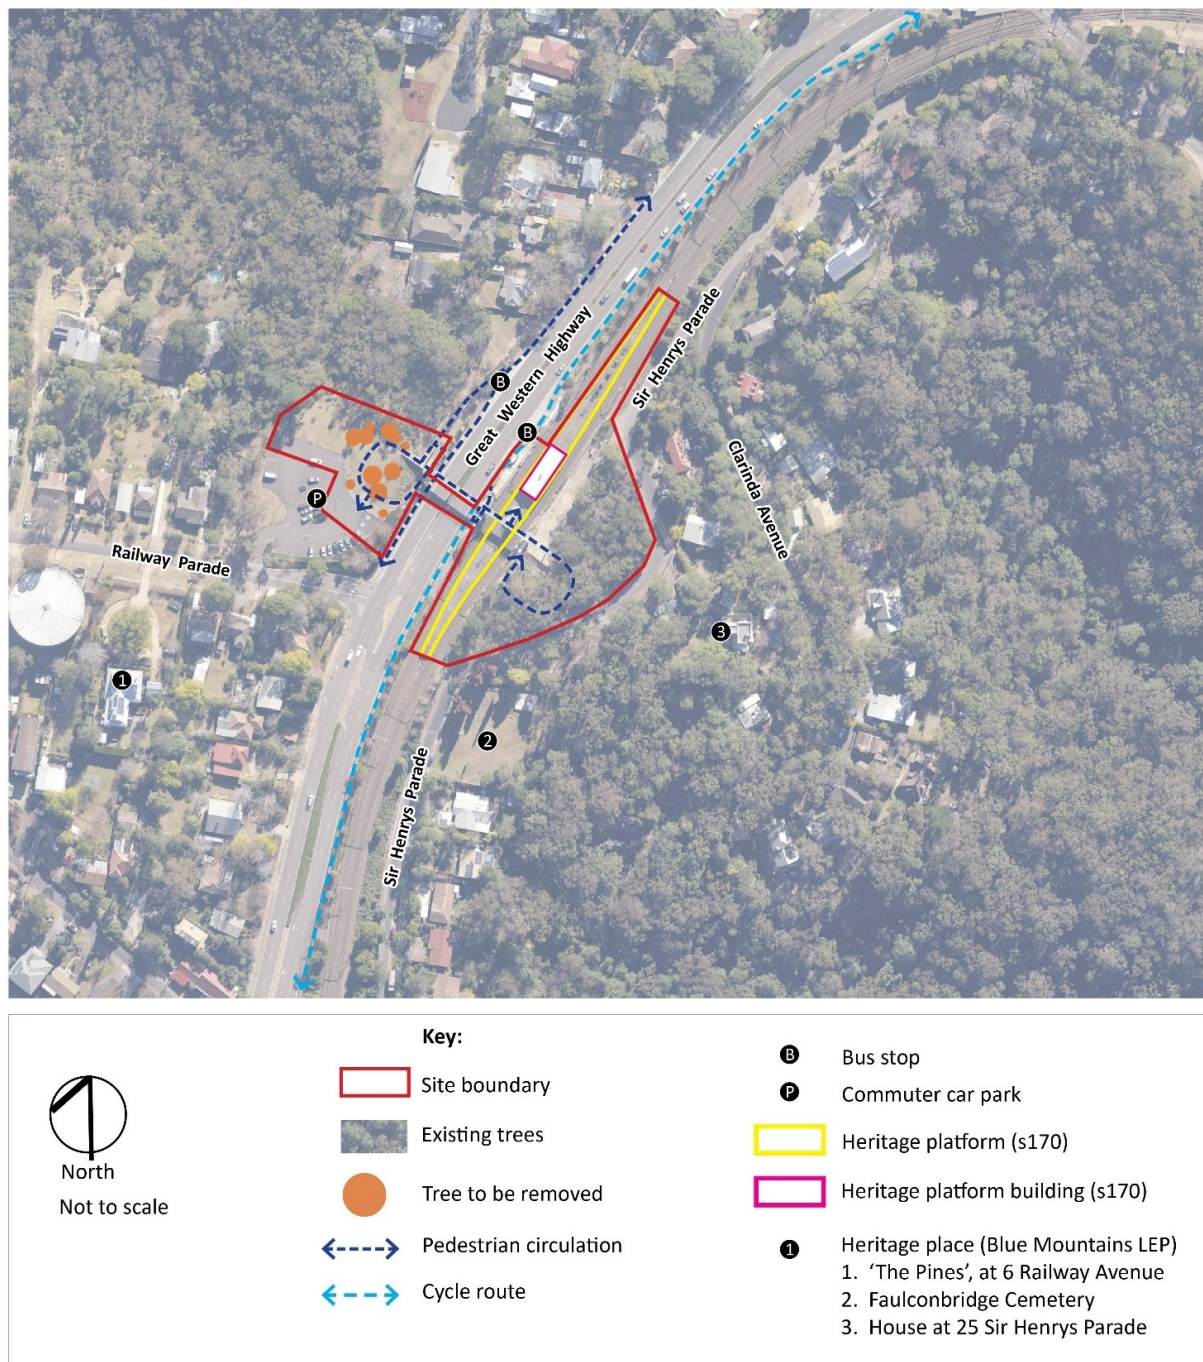 B
Great Western Highway
B
Sir Henrys Parade
Clarinda Avenue
P
Railway Parade
3
1
2
Sir Henrys Parade
Key:
North
Not to scale
Site boundary
Existing trees
Tree to be removed
Pedestrian circulation
Cycle route
B Bus stop
P Commuter car park
Heritage platform (s170)
Heritage platform building (s170)
1 Heritage place (Blue Mountains LEP)
1. ‘The Pines’, at 6 Railway Avenue
2. Faulconbridge Cemetery
3. House at 25 Sir Henrys Parade